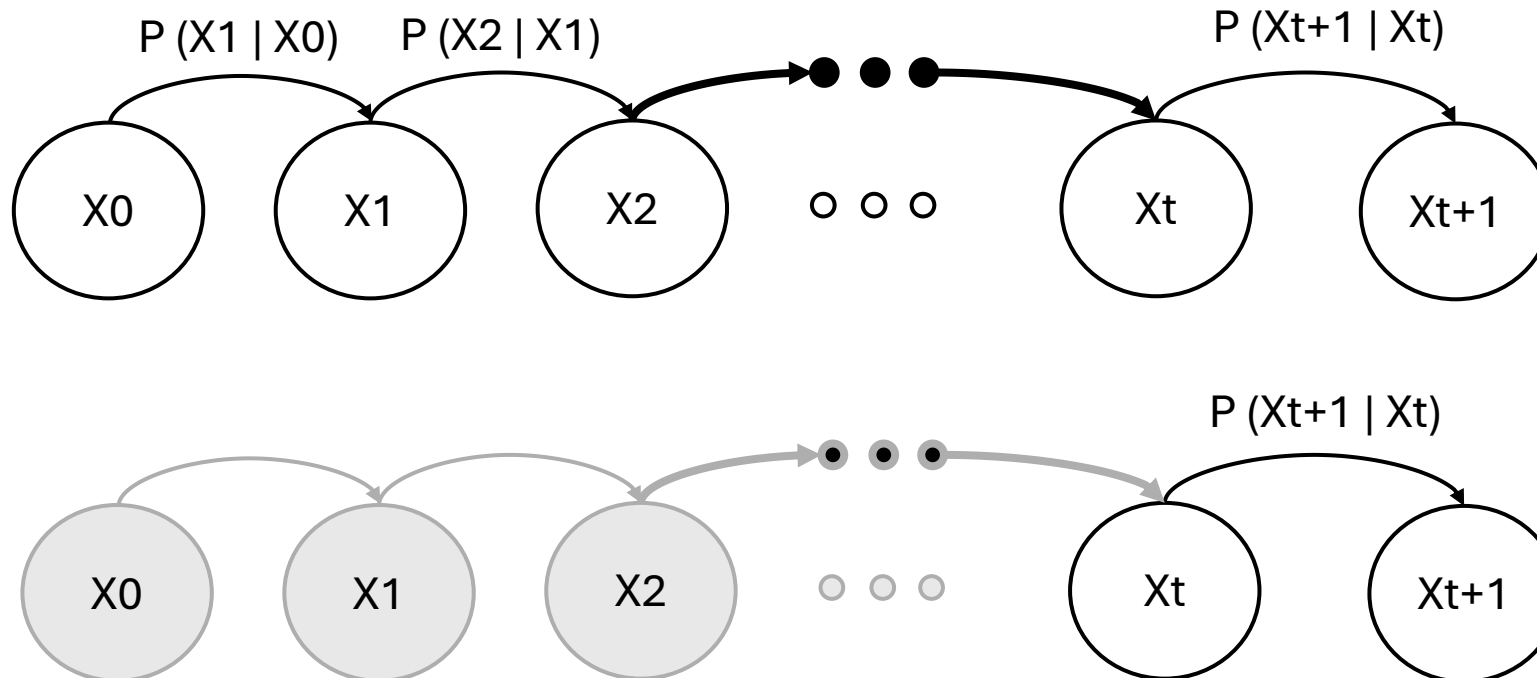 P (X1 | X0) P (X2 | X1) P (Xt+1 | Xt)
X0 X1 X2 Xt Xt+1
P (Xt+1 | Xt)
X0 X1 X2 Xt Xt+1